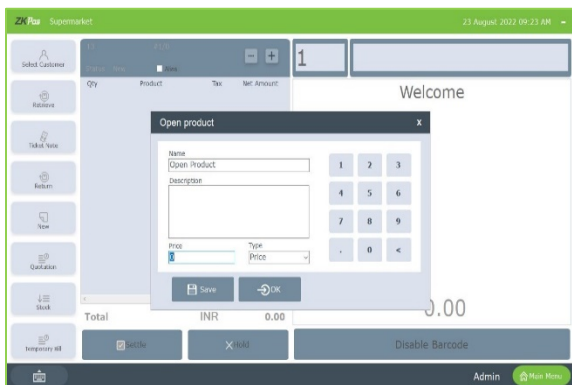 ZKPos Supermarket
23 August 2022 09:23 AM
Select Customer
Retrieve
Ticket Note
Return
New
Quotation
Stock
Temporary Bill
1
Welcome
Qty Product Tax Net Amount
Open product x
Name
Open Product
Description
Price Type
0 Price
1 2 3
4 5 6
7 8 9
. 0 <
Save OK
0.00
Total INR 0.00
Settle Hold Disable Barcode
Admin Main Menu